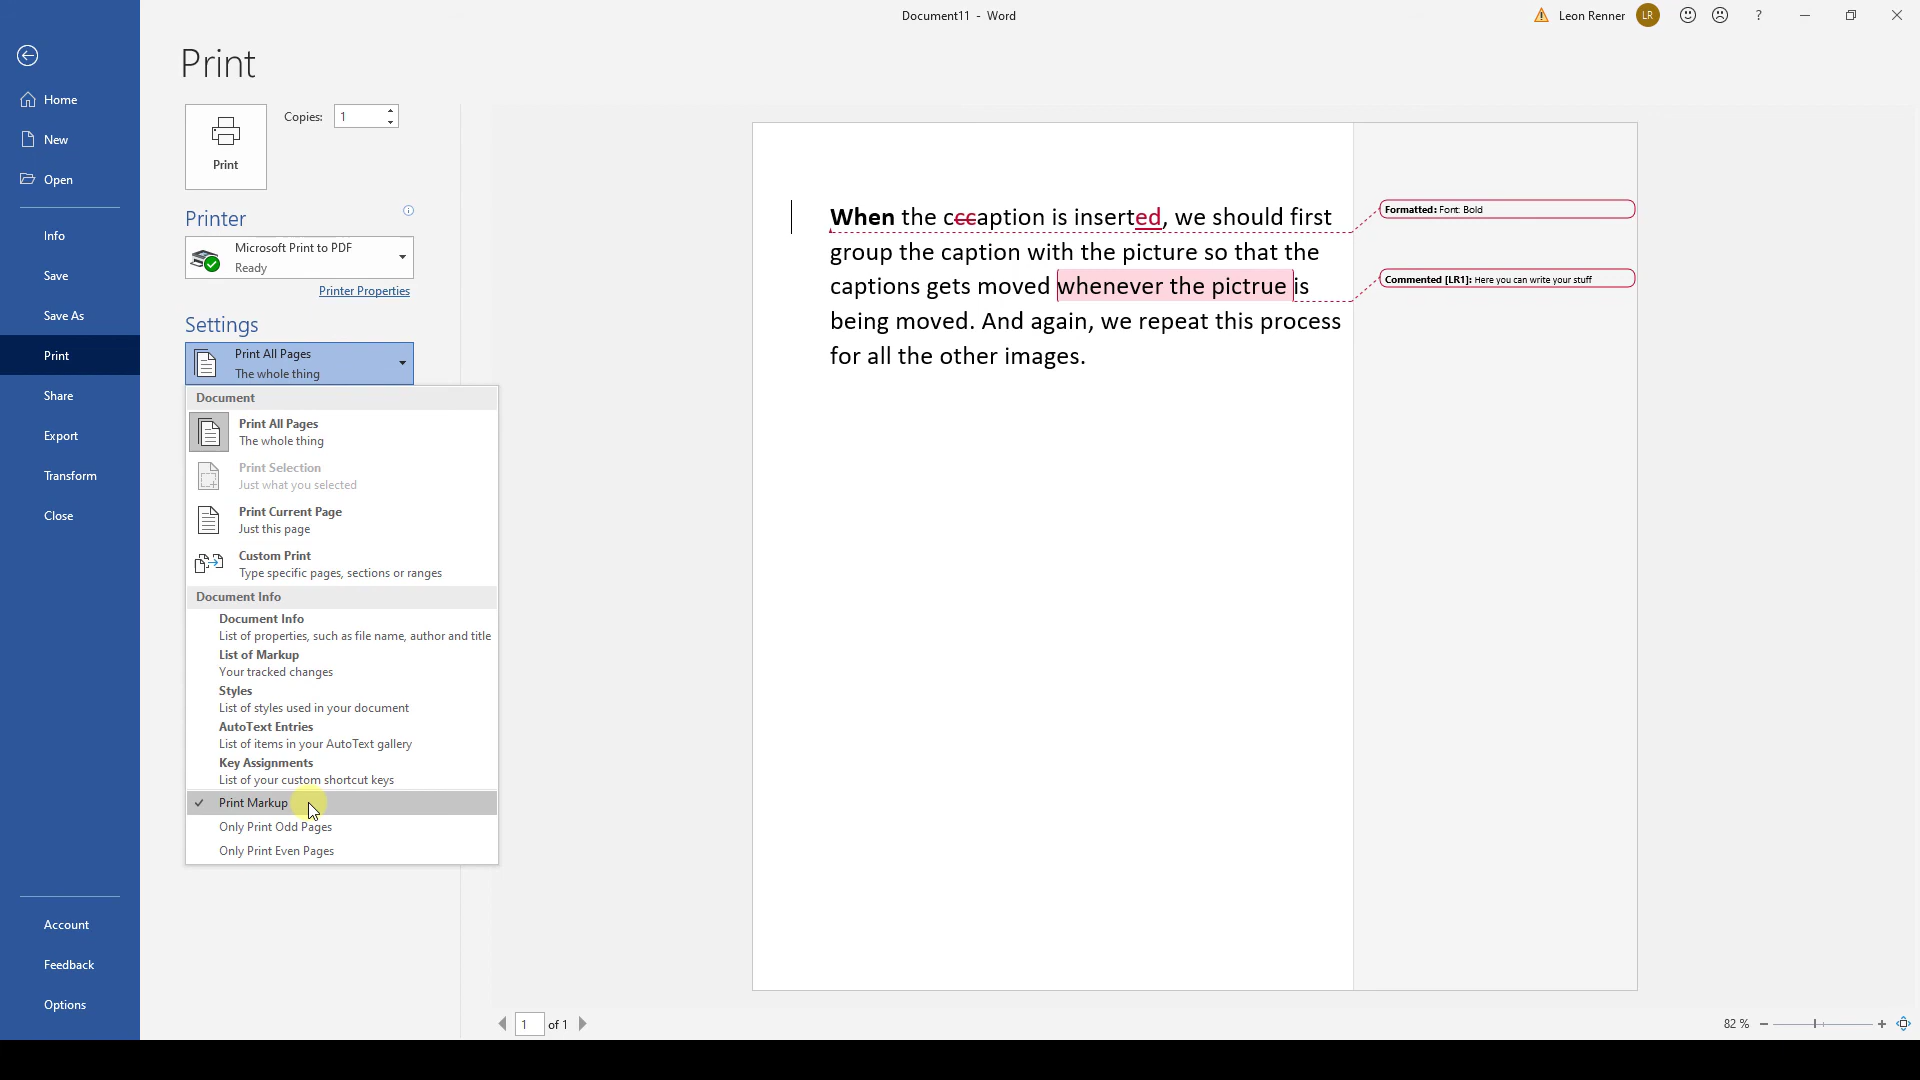 Document11 - Word
Leon Renner
LR
?
Print
Home
New
Open
Info
Save
Save As
Print
Share
Export
Transform
Close
Account
Feedback
Options
Print
Copies:
1
Printer
Microsoft Print to PDF
Ready
Printer Properties
Settings
Print All Pages
The whole thing
Document
Print All Pages
The whole thing
Print Selection
Just what you selected
Print Current Page
Just this page
Custom Print
Type specific pages, sections or ranges
Document Info
Document Info
List of properties, such as file name, author and title
List of Markup
Your tracked changes
Styles
List of styles used in your document
AutoText Entries
List of items in your AutoText gallery
Key Assignments
List of your custom shortcut keys
Print Markup
Only Print Odd Pages
Only Print Even Pages
When the cccaption is inserted, we should first
group the caption with the picture so that the
captions gets moved whenever the pictrue is
being moved. And again, we repeat this process
for all the other images.
Formatted: Font: Bold
Commented [LR1]: Here you can write your stuff
1 of 1
82 %